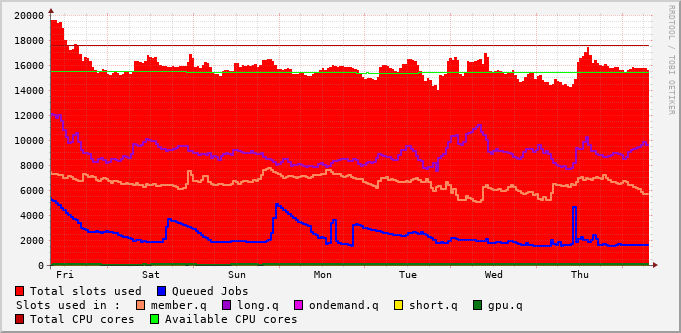 20000
18000
16000
14000
12000
10000
8000
6000
4000
2000
0
Fri Sat Sun Mon Tue Wed Thu
RRDTOOL / TOBI OETIKER
Total slots used Queued Jobs
Slots used in : member.q long.q ondemand.q short.q gpu.q
Total CPU cores Available CPU cores